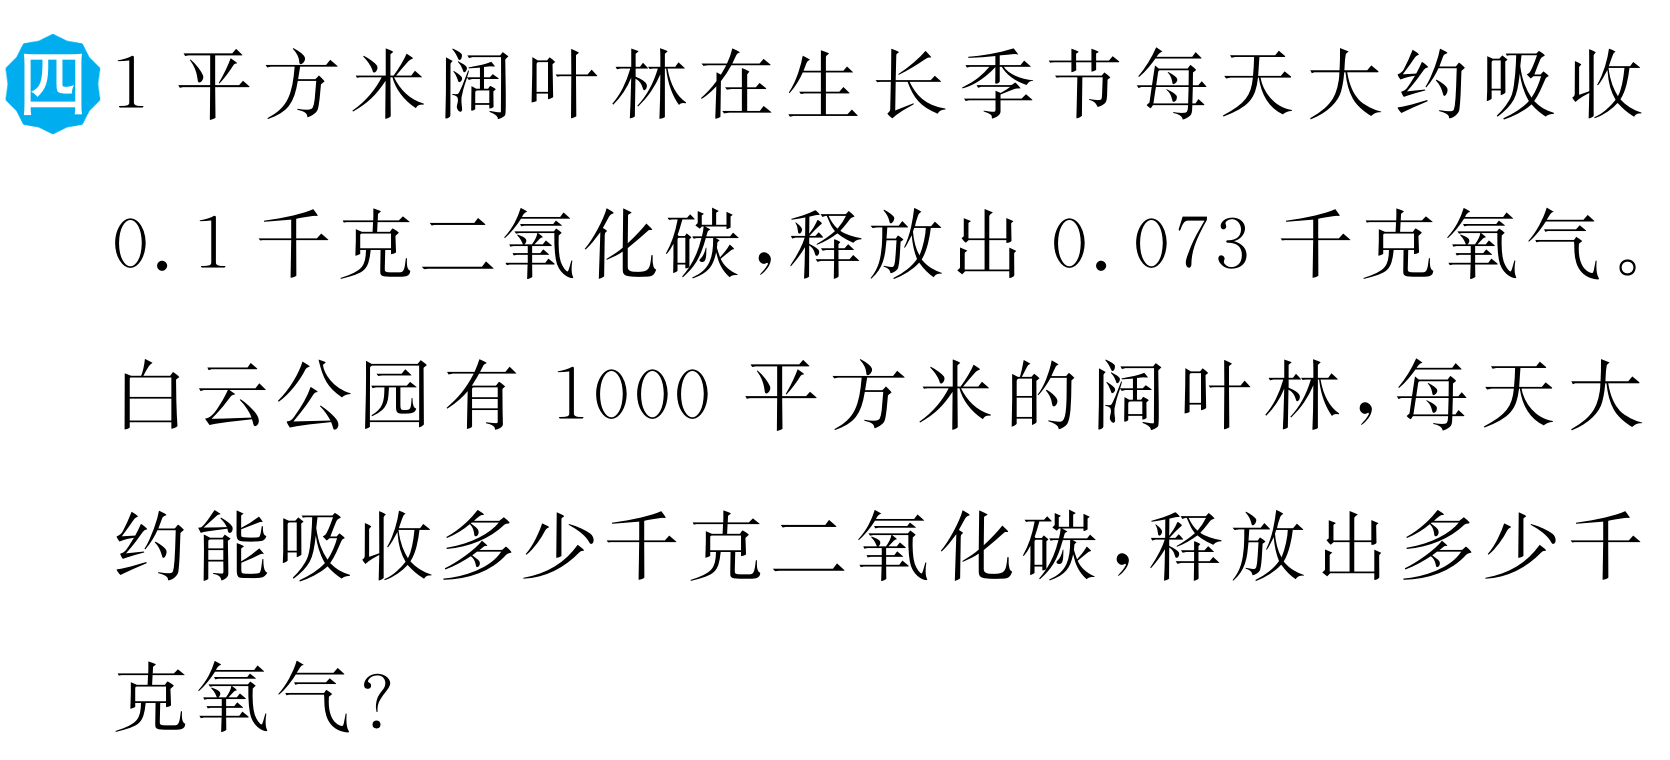 四 1 平方米阔叶林在生长季节每天大约吸收
0.1 千克二氧化碳,释放出 0.073 千克氧气。
白云公园有 1000 平方米的阔叶林,每天大
约能吸收多少千克二氧化碳,释放出多少千
克氧气?